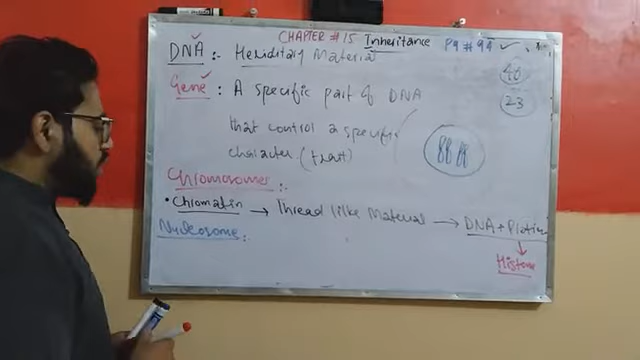 CHAPTER #15 Inheritance Pg # 94
DNA :- Heriditary Material
46
Gene : A specific part of DNA
23
that control a specific
character (trait)
Chromosomes :-
• Chromatin → Thread like Material → DNA + Protein
Nucleosome :-
Histone